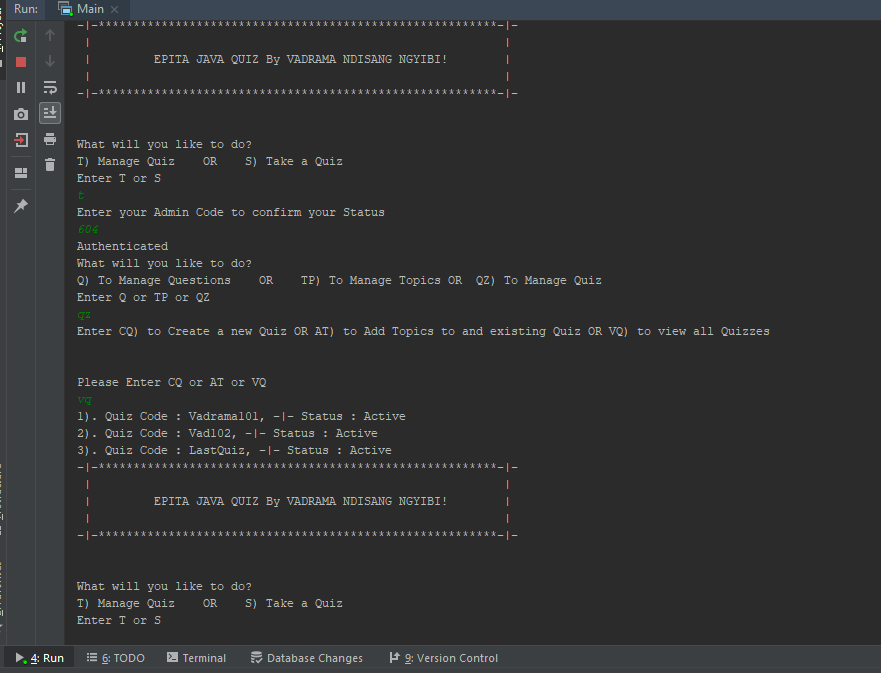 Run: Main
-|-*********************************************************-|-
| |
| EPITA JAVA QUIZ By VADRAMA NDISANG NGYIBI! |
| |
-|-*********************************************************-|-
What will you like to do?
T) Manage Quiz OR S) Take a Quiz
Enter T or S
t
Enter your Admin Code to confirm your Status
604
Authenticated
What will you like to do?
Q) To Manage Questions OR TP) To Manage Topics OR QZ) To Manage Quiz
Enter Q or TP or QZ
qz
Enter CQ) to Create a new Quiz OR AT) to Add Topics to and existing Quiz OR VQ) to view all Quizzes
Please Enter CQ or AT or VQ
vq
1). Quiz Code : Vadrama101, -|- Status : Active
2). Quiz Code : Vad102, -|- Status : Active
3). Quiz Code : LastQuiz, -|- Status : Active
-|-*********************************************************-|-
| |
| EPITA JAVA QUIZ By VADRAMA NDISANG NGYIBI! |
| |
-|-*********************************************************-|-
What will you like to do?
T) Manage Quiz OR S) Take a Quiz
Enter T or S
4: Run 6: TODO Terminal Database Changes 9: Version Control